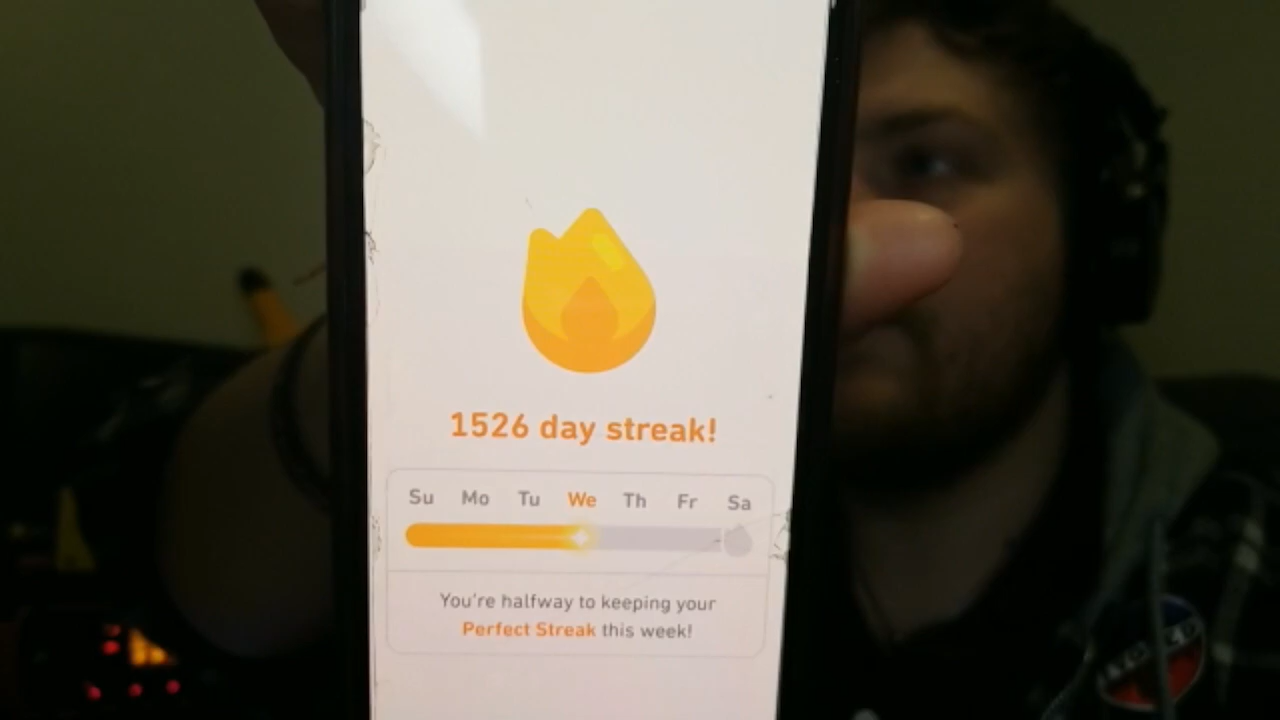 1526 day streak!
Su Mo Tu We Th Fr Sa
You're halfway to keeping your
Perfect Streak this week!